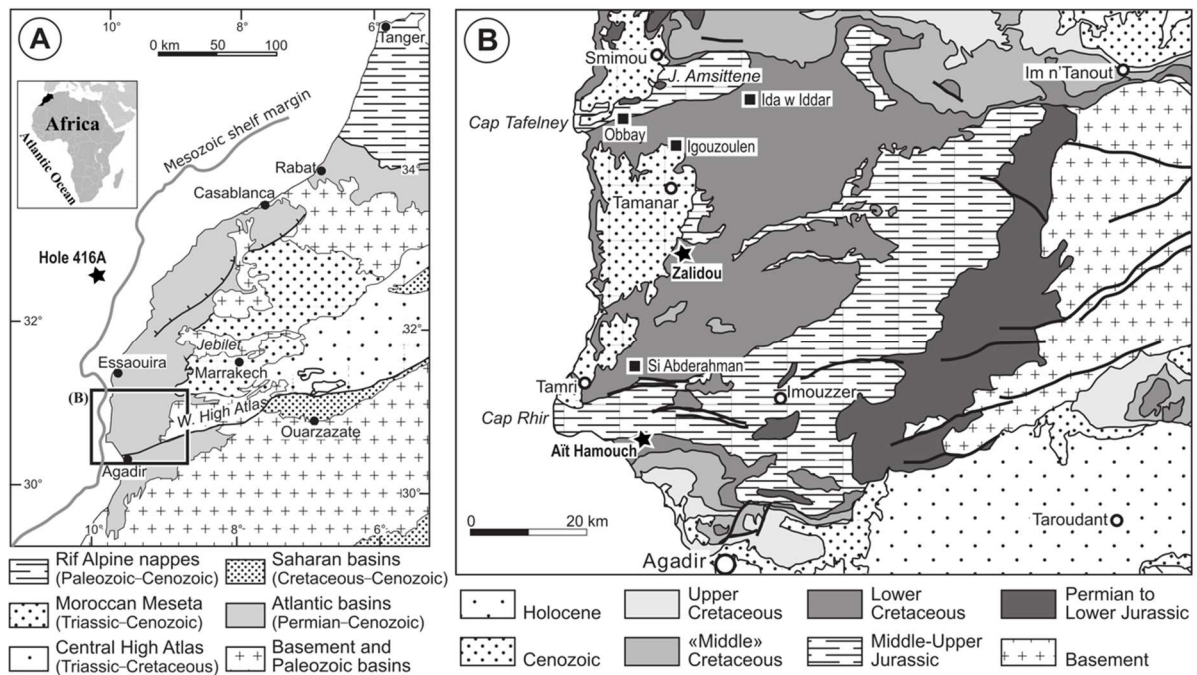 A
10°
8°
6°
Tanger
0 km
50
100
Africa
Atlantic Ocean
Mesozoic shelf margin
Rabat
34°
Casablanca
Hole 416A
32°
32°
Jebilet
Essaouira
Marrakech
(B)
W. High Atlas
Ouarzazate
Agadir
30°
30°
10°
8°
6°
Rif Alpine nappes
(Paleozoic–Cenozoic)
Saharan basins
(Cretaceous–Cenozoic)
Moroccan Meseta
(Triassic–Cenozoic)
Atlantic basins
(Permian–Cenozoic)
Central High Atlas
(Triassic–Cretaceous)
Basement and
Paleozoic basins
B
Smimou
J. Amsittene
Im n'Tanout
Ida w Iddar
Cap Tafelney
Obbay
Igouzoulen
Tamanar
Zalidou
Si Abderahman
Tamri
Imouzzer
Cap Rhir
Aït Hamouch
0
20 km
Taroudant
Agadir
Holocene
Upper
Cretaceous
Lower
Cretaceous
Permian to
Lower Jurassic
Cenozoic
«Middle»
Cretaceous
Middle-Upper
Jurassic
Basement